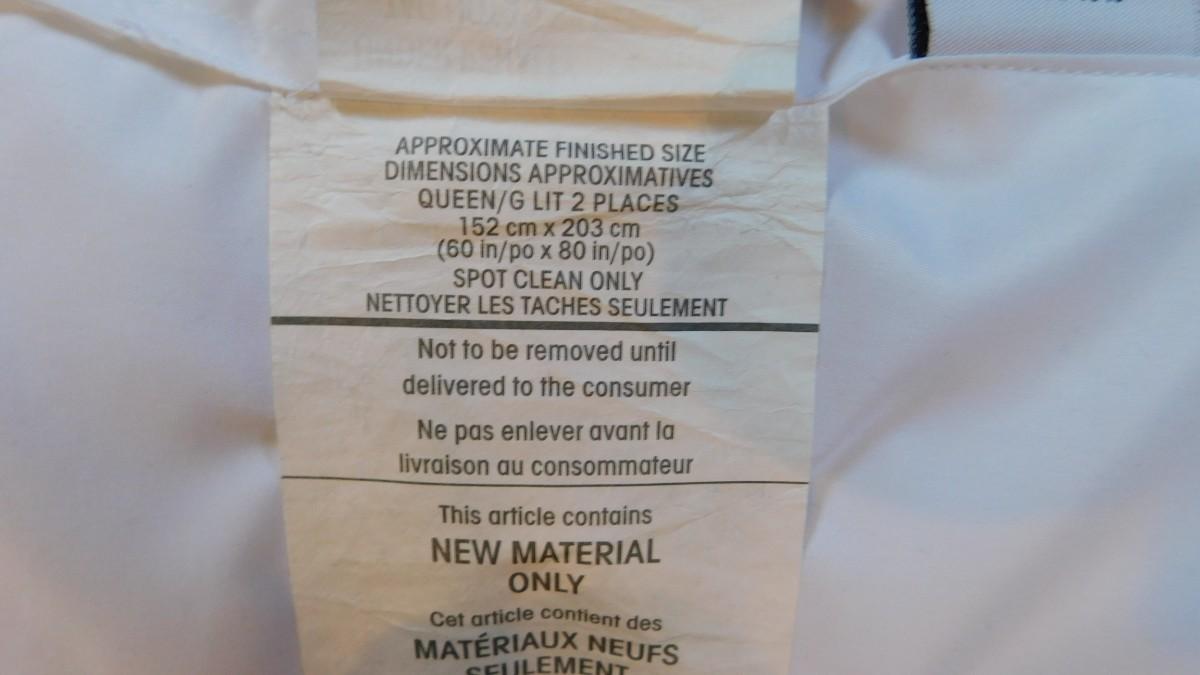 APPROXIMATE FINISHED SIZE
DIMENSIONS APPROXIMATIVES
QUEEN/G LIT 2 PLACES
152 cm x 203 cm
(60 in/po x 80 in/po)
SPOT CLEAN ONLY
NETTOYER LES TACHES SEULEMENT
Not to be removed until
delivered to the consumer
Ne pas enlever avant la
livraison au consommateur
This article contains
NEW MATERIAL
ONLY
Cet article contient des
MATÉRIAUX NEUFS
SEULEMENT